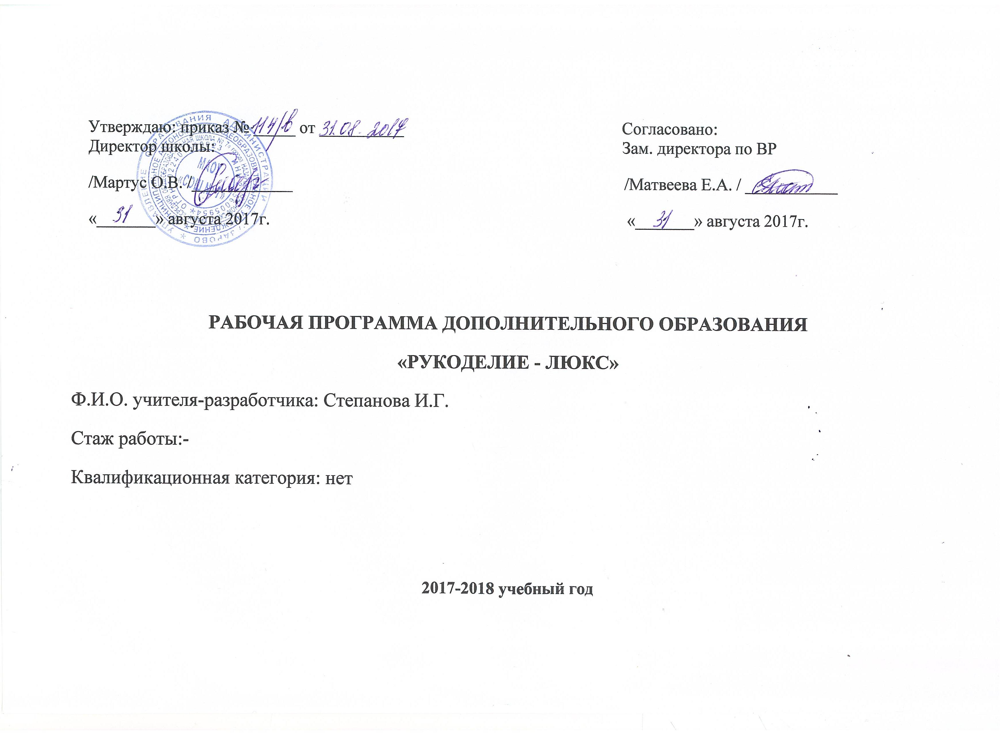 Утверждаю: приказ № 114/в от 31.08.2017
Директор школы:
/Мартус О.В. /
«31» августа 2017г.
Согласовано:
Зам. директора по ВР
/Матвеева Е.А. /
«31» августа 2017г.
РАБОЧАЯ ПРОГРАММА ДОПОЛНИТЕЛЬНОГО ОБРАЗОВАНИЯ
«РУКОДЕЛИЕ - ЛЮКС»
Ф.И.О. учителя-разработчика: Степанова И.Г.
Стаж работы:-
Квалификационная категория: нет
2017-2018 учебный год